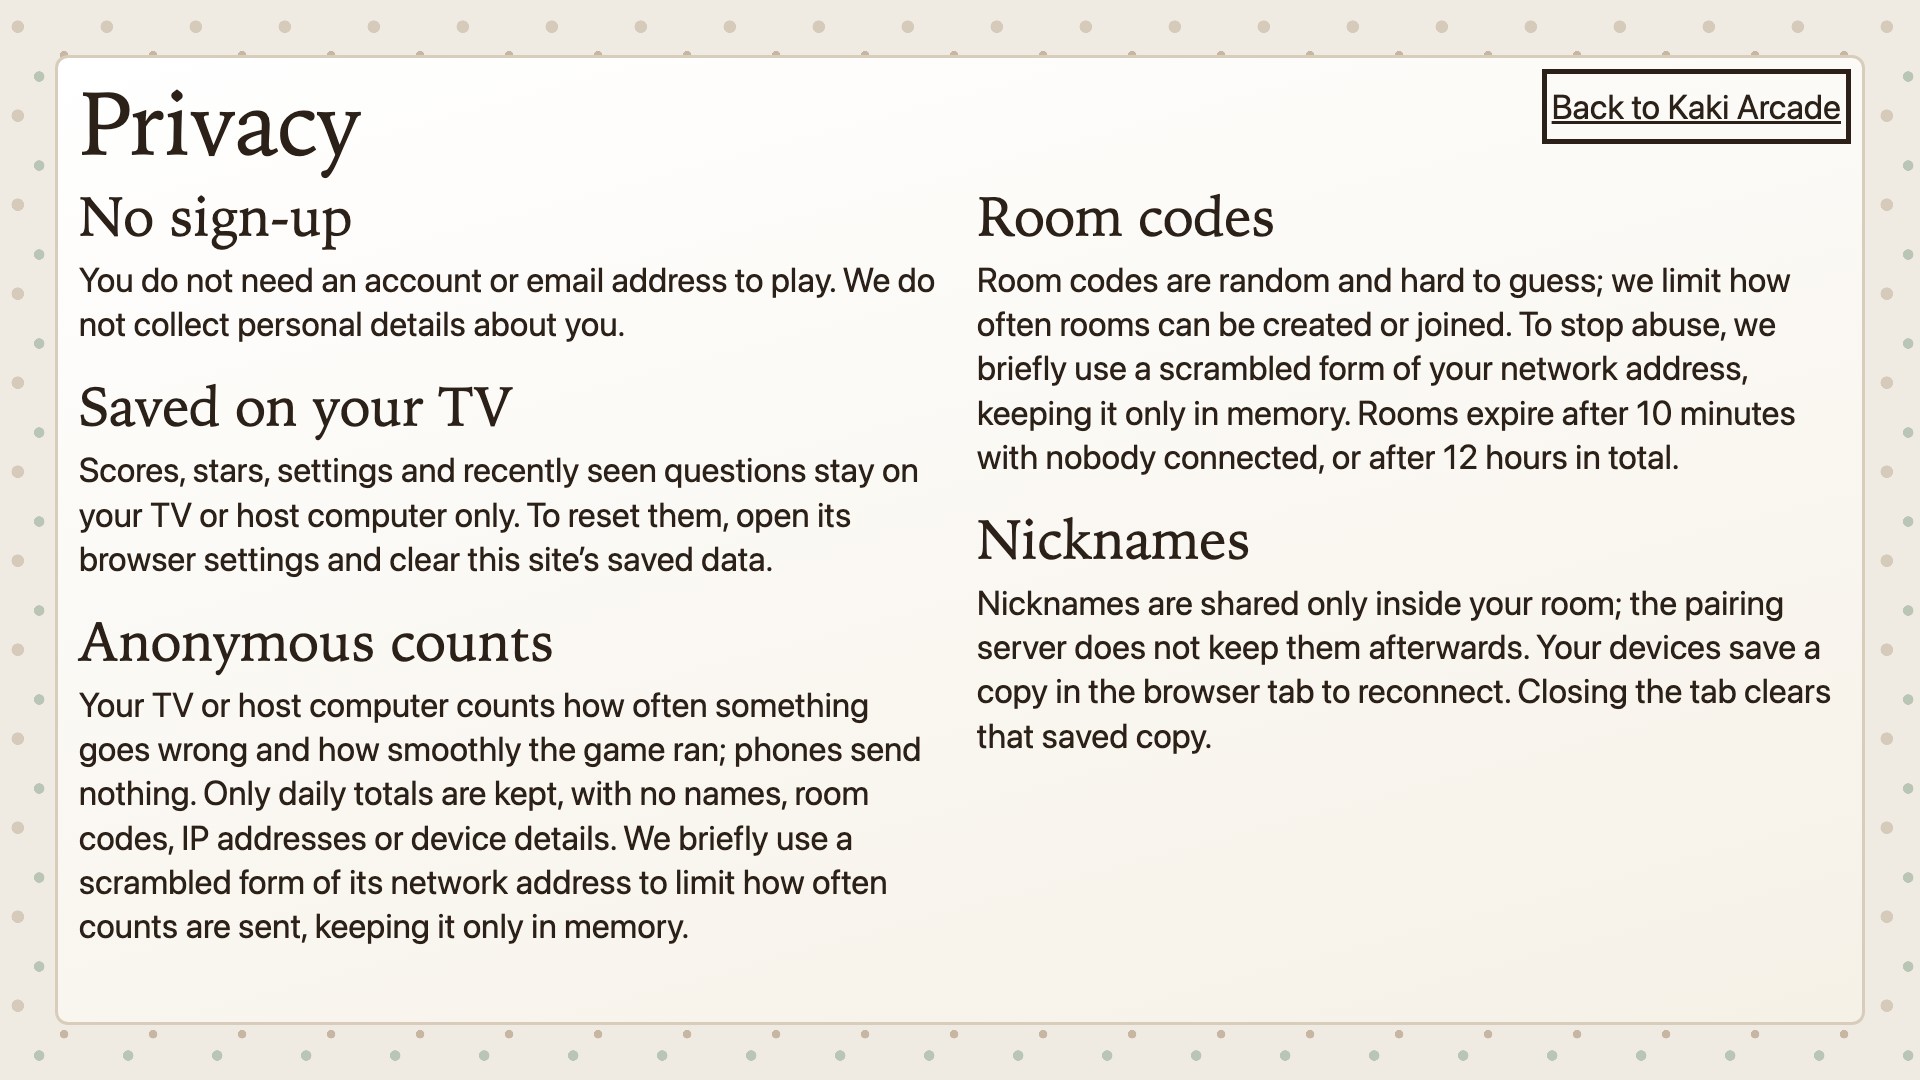 Privacy
Back to Kaki Arcade
No sign-up
You do not need an account or email address to play. We do
not collect personal details about you.
Saved on your TV
Scores, stars, settings and recently seen questions stay on
your TV or host computer only. To reset them, open its
browser settings and clear this site’s saved data.
Anonymous counts
Your TV or host computer counts how often something
goes wrong and how smoothly the game ran; phones send
nothing. Only daily totals are kept, with no names, room
codes, IP addresses or device details. We briefly use a
scrambled form of its network address to limit how often
counts are sent, keeping it only in memory.
Room codes
Room codes are random and hard to guess; we limit how
often rooms can be created or joined. To stop abuse, we
briefly use a scrambled form of your network address,
keeping it only in memory. Rooms expire after 10 minutes
with nobody connected, or after 12 hours in total.
Nicknames
Nicknames are shared only inside your room; the pairing
server does not keep them afterwards. Your devices save a
copy in the browser tab to reconnect. Closing the tab clears
that saved copy.